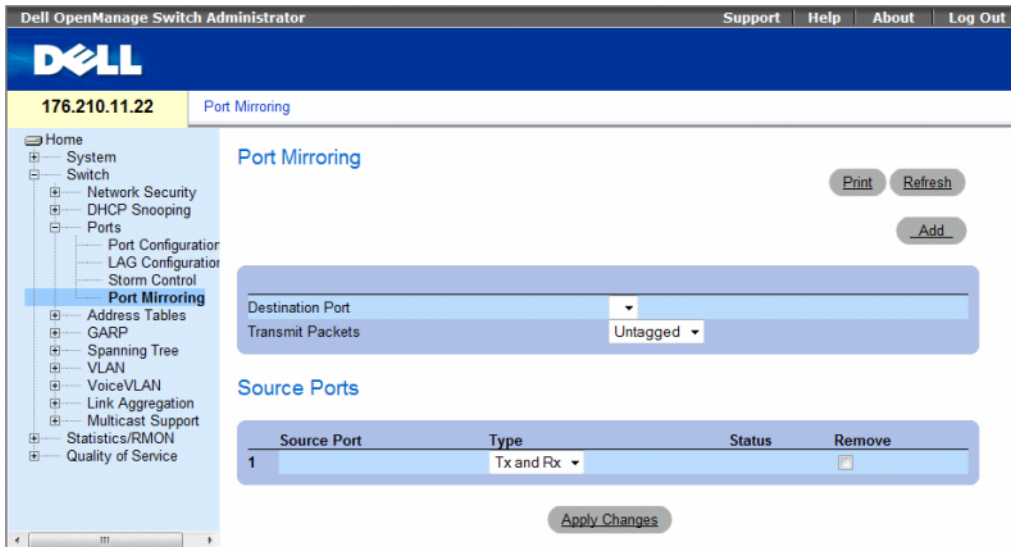 Dell OpenManage Switch Administrator
Support
Help
About
Log Out
DELL
176.210.11.22
Port Mirroring
Home
System
Switch
Network Security
DHCP Snooping
Ports
Port Configuration
LAG Configuration
Storm Control
Port Mirroring
Address Tables
GARP
Spanning Tree
VLAN
VoiceVLAN
Link Aggregation
Multicast Support
Statistics/RMON
Quality of Service
Port Mirroring
Print
Refresh
Add
Destination Port
Transmit Packets Untagged
Source Ports
Source Port Type Status Remove
1 Tx and Rx
Apply Changes